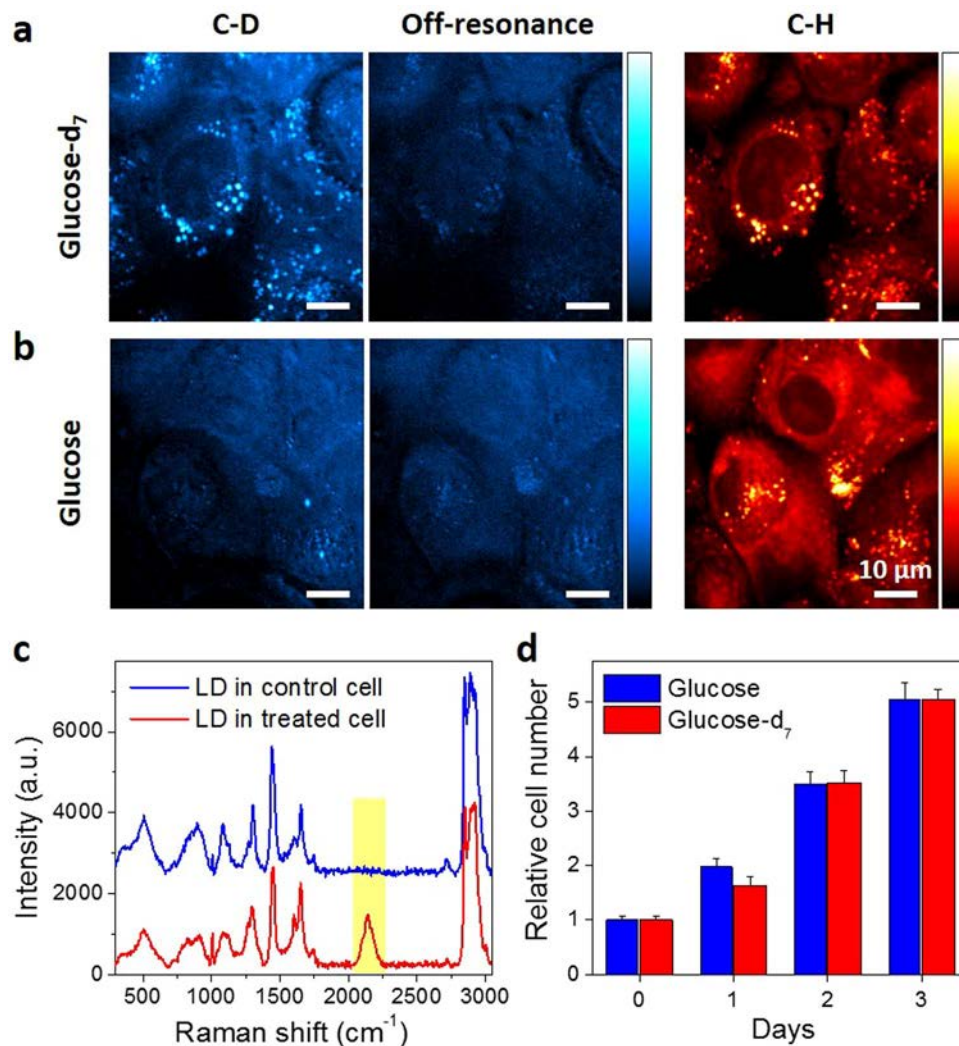 a
C-D
Off-resonance
C-H
Glucose-d₇
b
Glucose
10 µm
c
LD in control cell
LD in treated cell
Intensity (a.u.)
6000
4000
2000
0
500 1000 1500 2000 2500 3000
Raman shift (cm⁻¹)
d
Glucose
Glucose-d₇
Relative cell number
5
4
3
2
1
0
0 1 2 3
Days